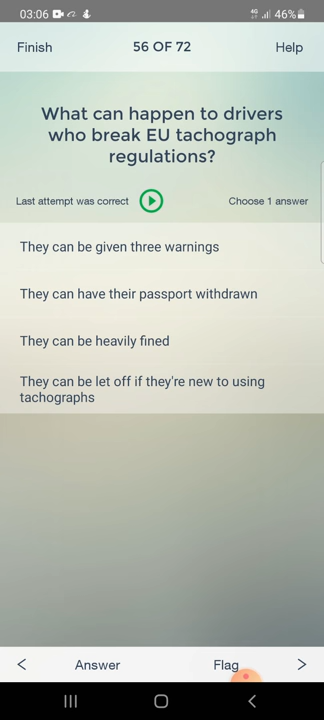 03:06 46%
Finish 56 OF 72 Help
What can happen to drivers
who break EU tachograph
regulations?
Last attempt was correct Choose 1 answer
They can be given three warnings
They can have their passport withdrawn
They can be heavily fined
They can be let off if they're new to using
tachographs
Answer Flag